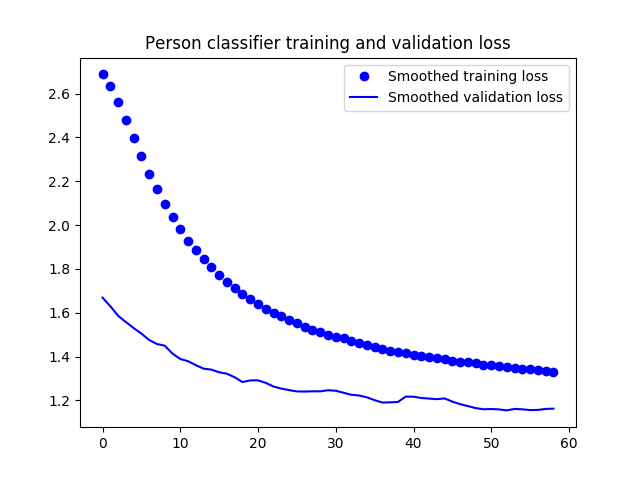 Person classifier training and validation loss
Smoothed training loss
Smoothed validation loss
2.6
2.4
2.2
2.0
1.8
1.6
1.4
1.2
0 10 20 30 40 50 60